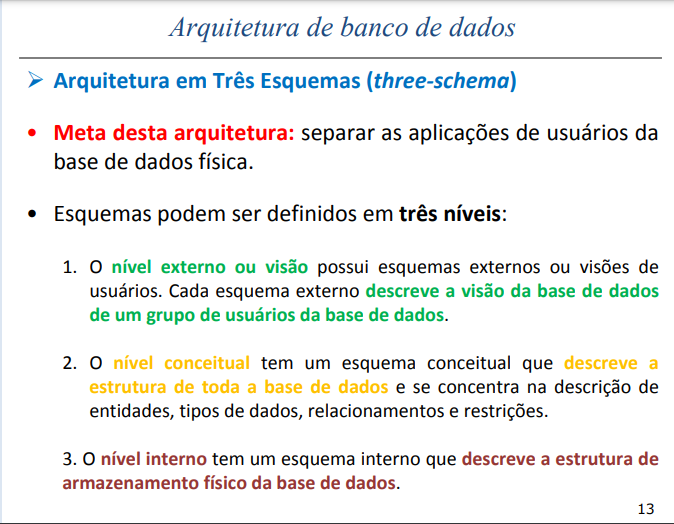 Arquitetura de banco de dados
➢ Arquitetura em Três Esquemas (three-schema)
• Meta desta arquitetura: separar as aplicações de usuários da
base de dados física.
• Esquemas podem ser definidos em três níveis:
1. O nível externo ou visão possui esquemas externos ou visões de
usuários. Cada esquema externo descreve a visão da base de dados
de um grupo de usuários da base de dados.
2. O nível conceitual tem um esquema conceitual que descreve a
estrutura de toda a base de dados e se concentra na descrição de
entidades, tipos de dados, relacionamentos e restrições.
3. O nível interno tem um esquema interno que descreve a estrutura de
armazenamento físico da base de dados.
13